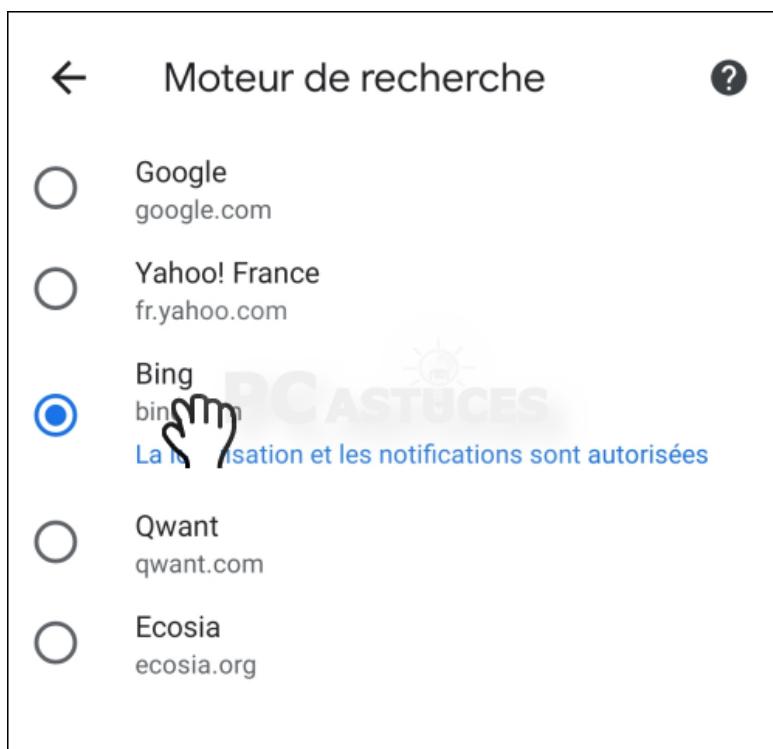 Moteur de recherche
Google
google.com
Yahoo! France
fr.yahoo.com
Bing
PC ASTUCES
La et les notifications sont autorisées
Qwant
qwant.com
Ecosia
ecosia.org